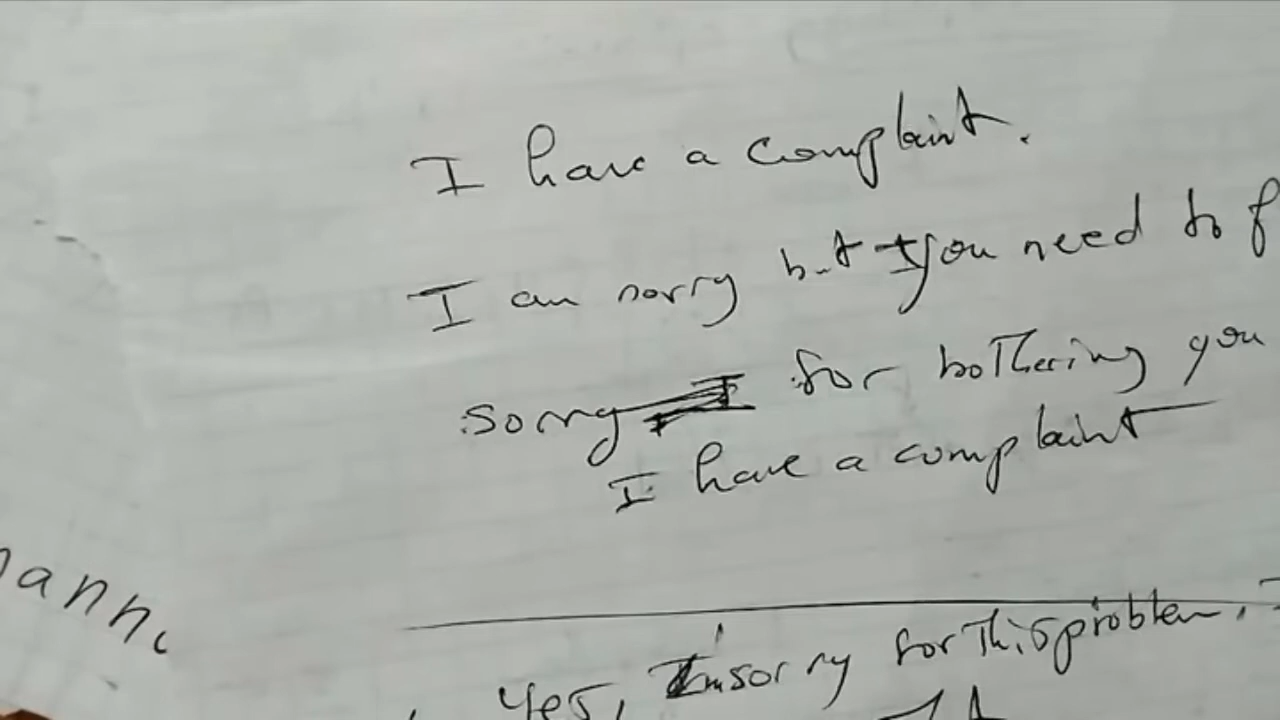 I have a complaint.
I am sorry but you need to f
sorry for bothering you
I have a complaint
Yes, I'm sorry for This problem,